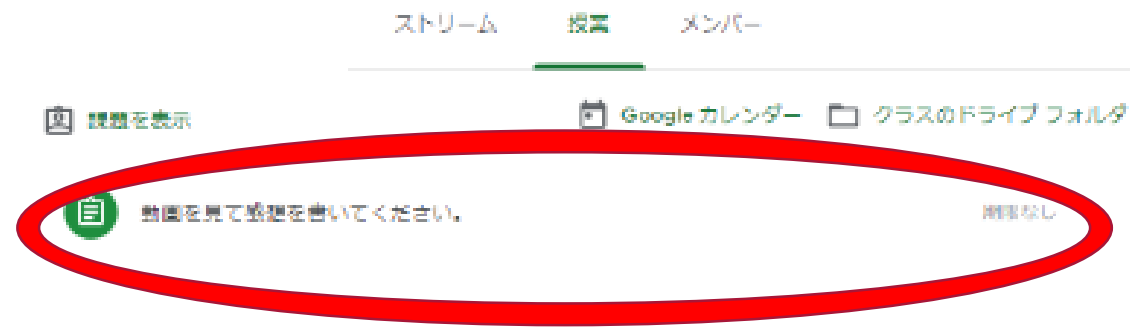 ストリーム
授業
メンバー
課題を表示
Google カレンダー
クラスのドライブ フォルダ
動画を見て感想を書いてください。
期限なし